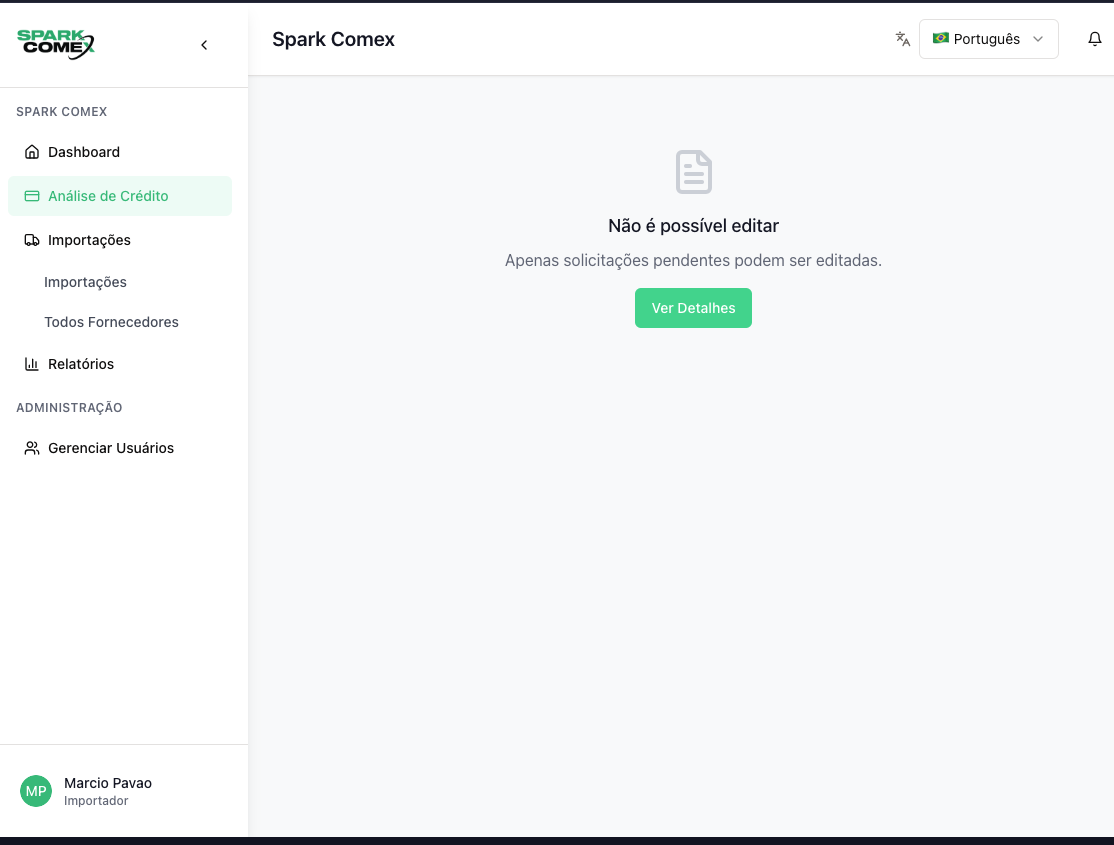 SPARK
COMEX
Spark Comex
Português
SPARK COMEX
Dashboard
Análise de Crédito
Importações
Importações
Todos Fornecedores
Relatórios
ADMINISTRAÇÃO
Gerenciar Usuários
Não é possível editar
Apenas solicitações pendentes podem ser editadas.
Ver Detalhes
MP
Marcio Pavao
Importador